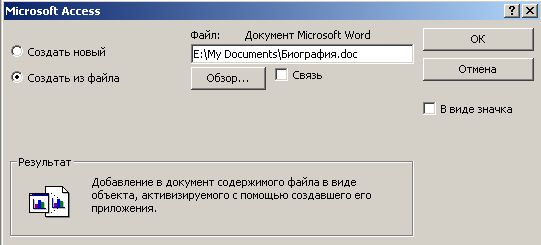 Microsoft Access
Файл: Документ Microsoft Word
Создать новый
E:\My Documents\Биография.doc
Создать из файла
Обзор...
Связь
OK
Отмена
В виде значка
Результат
Добавление в документ содержимого файла в виде
объекта, активизируемого с помощью создавшего его
приложения.